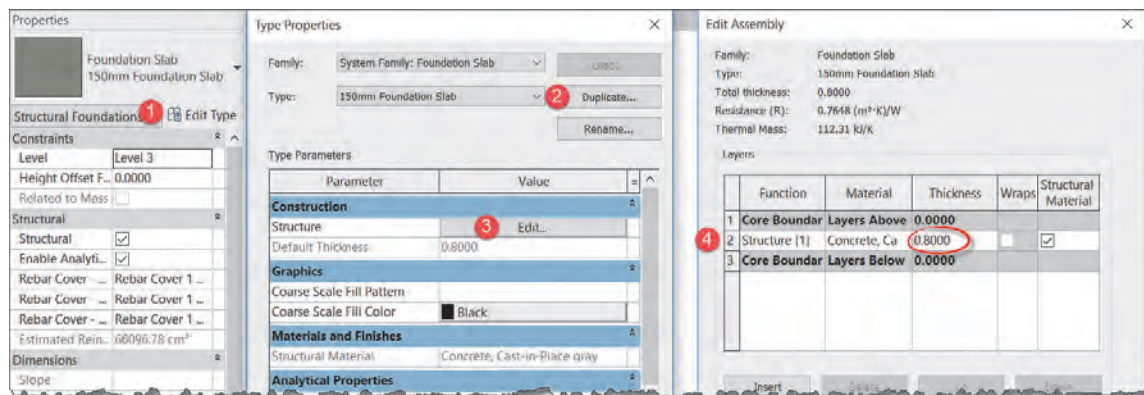 Properties
Foundation Slab
150mm Foundation Slab
Structural Foundations
1
Edit Type
Constraints
Level Level 3
Height Offset F... 0.0000
Related to Mass
Structural
Structural
Enable Analyti...
Rebar Cover - ... Rebar Cover 1 ...
Rebar Cover ... Rebar Cover 1 ...
Rebar Cover - ... Rebar Cover 1 ...
Estimated Rein... 66096.78 cm³
Dimensions
Slope
Type Properties
Family: System Family: Foundation Slab Load...
Type: 150mm Foundation Slab 2 Duplicate...
Rename...
Type Parameters
Parameter Value =
Construction
Structure 3 Edit...
Default Thickness 0.8000
Graphics
Coarse Scale Fill Pattern
Coarse Scale Fill Color Black
Materials and Finishes
Structural Material Concrete, Cast-in-Place gray
Analytical Properties
Edit Assembly
Family: Foundation Slab
Type: 150mm Foundation Slab
Total thickness: 0.8000
Resistance (R): 0.7648 (m²·K)/W
Thermal Mass: 112.31 kJ/K
Layers
Function Material Thickness Wraps Structural Material
1 Core Boundar Layers Above 0.0000
4 2 Structure [1] Concrete, Ca 0.8000
3 Core Boundar Layers Below 0.0000
Insert